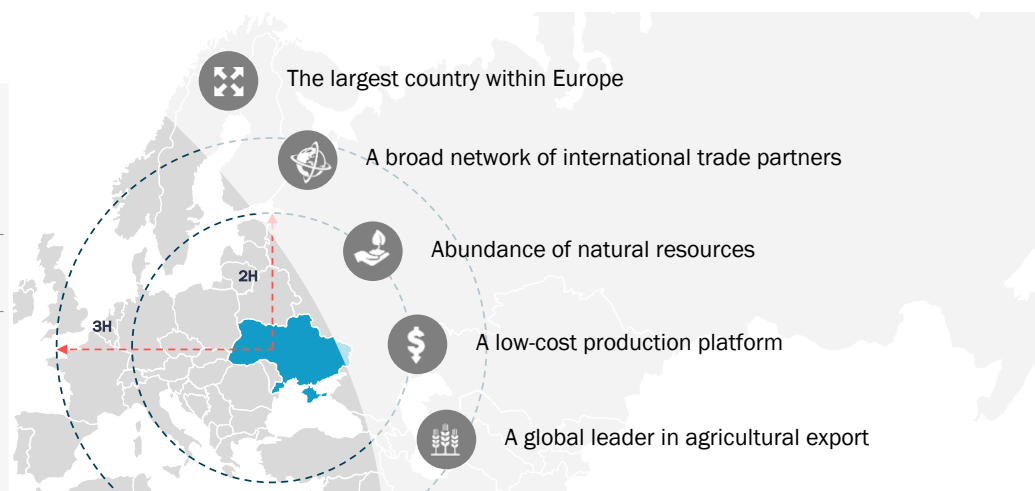 The largest country within Europe
A broad network of international trade partners
Abundance of natural resources
2H
3H
A low-cost production platform
A global leader in agricultural export